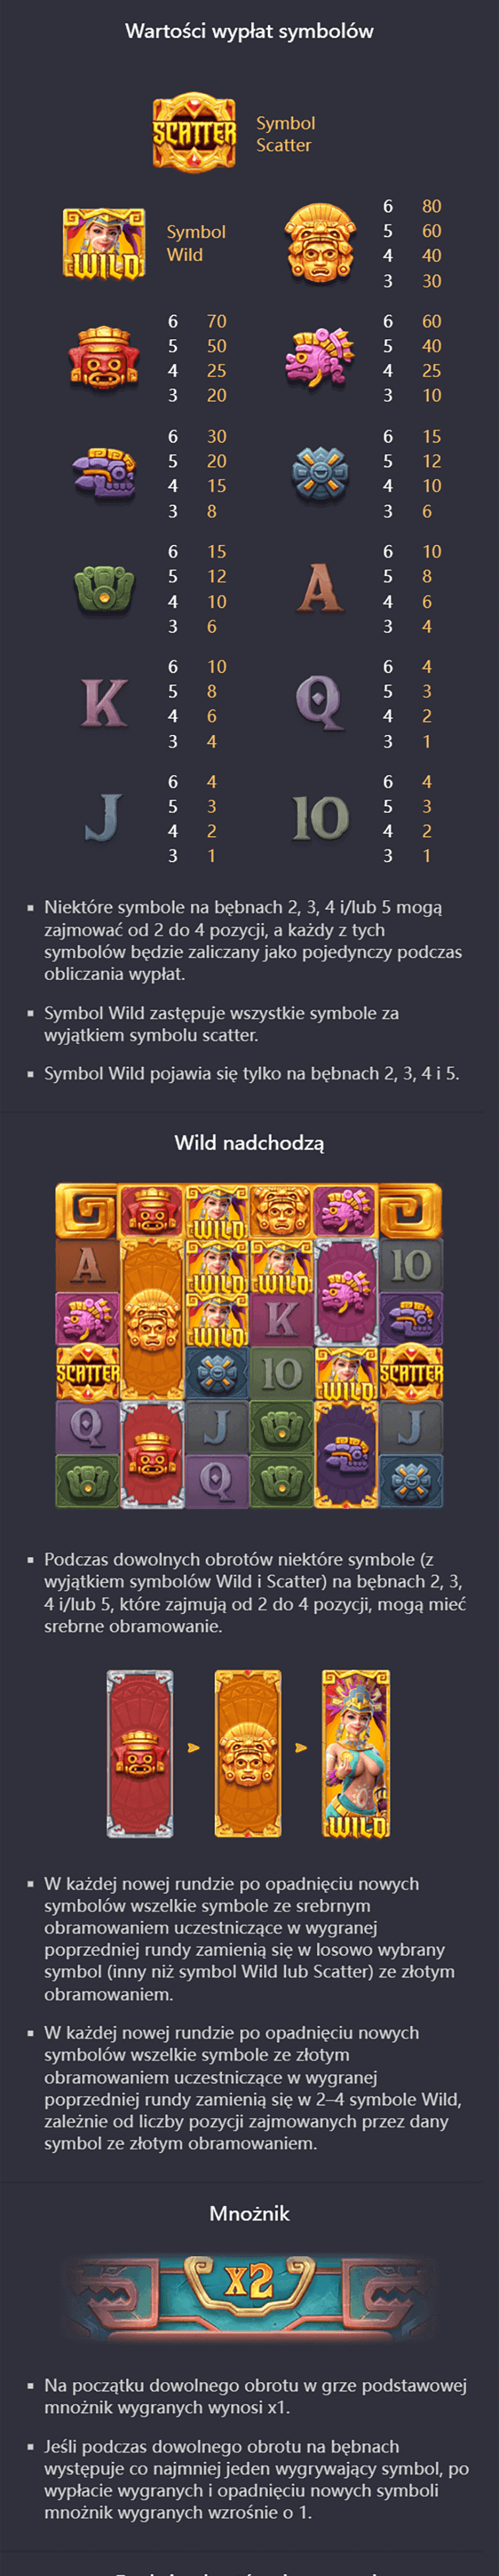 Wartości wypłat symbolów
SCATTER
Symbol
Scatter
WILD
Symbol
Wild
6 80
5 60
4 40
3 30
6 70
5 50
4 25
3 20
6 60
5 40
4 25
3 10
6 30
5 20
4 15
3 8
6 15
5 12
4 10
3 6
6 15
5 12
4 10
3 6
A
6 10
5 8
4 6
3 4
K
6 10
5 8
4 6
3 4
Q
6 4
5 3
4 2
3 1
J
6 4
5 3
4 2
3 1
10
6 4
5 3
4 2
3 1
▪ Niektóre symbole na bębnach 2, 3, 4 i/lub 5 mogą
zajmować od 2 do 4 pozycji, a każdy z tych
symbolów będzie zaliczany jako pojedynczy podczas
obliczania wypłat.
▪ Symbol Wild zastępuje wszystkie symbole za
wyjątkiem symbolu scatter.
▪ Symbol Wild pojawia się tylko na bębnach 2, 3, 4 i 5.
Wild nadchodzą
WILD
A WILD WILD 10
WILD K
SCATTER 10 WILD SCATTER
Q J J
Q
▪ Podczas dowolnych obrotów niektóre symbole (z
wyjątkiem symbolów Wild i Scatter) na bębnach 2, 3,
4 i/lub 5, które zajmują od 2 do 4 pozycji, mogą mieć
srebrne obramowanie.
WILD
▪ W każdej nowej rundzie po opadnięciu nowych
symbolów wszelkie symbole ze srebrnym
obramowaniem uczestniczące w wygranej
poprzedniej rundy zamienią się w losowo wybrany
symbol (inny niż symbol Wild lub Scatter) ze złotym
obramowaniem.
▪ W każdej nowej rundzie po opadnięciu nowych
symbolów wszelkie symbole ze złotym
obramowaniem uczestniczące w wygranej
poprzedniej rundy zamienią się w 2–4 symbole Wild,
zależnie od liczby pozycji zajmowanych przez dany
symbol ze złotym obramowaniem.
Mnożnik
x2
▪ Na początku dowolnego obrotu w grze podstawowej
mnożnik wygranych wynosi x1.
▪ Jeśli podczas dowolnego obrotu na bębnach
występuje co najmniej jeden wygrywający symbol, po
wypłacie wygranych i opadnięciu nowych symboli
mnożnik wygranych wzrośnie o 1.